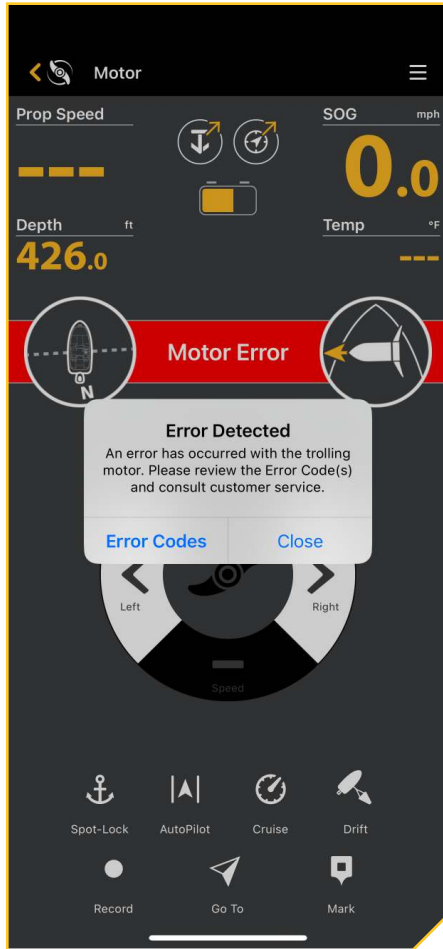 Motor
Prop Speed
SOG mph
---
0.0
Depth ft
Temp °F
426.0
---
Motor Error
N
Error Detected
An error has occurred with the trolling
motor. Please review the Error Code(s)
and consult customer service.
Error Codes
Close
Left
Right
Speed
Spot-Lock
AutoPilot
Cruise
Drift
Record
Go To
Mark